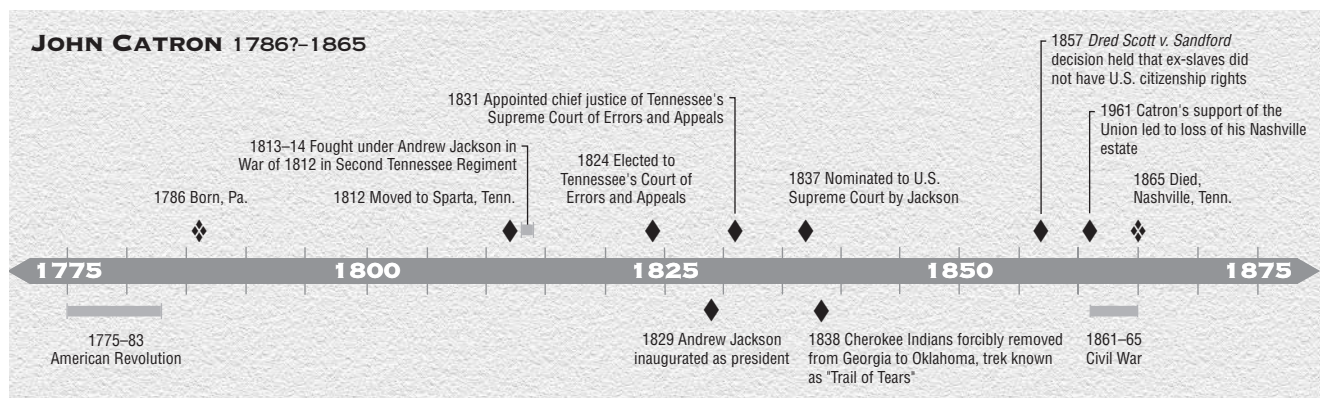 JOHN CATRON 1786?–1865
1857 Dred Scott v. Sandford
decision held that ex-slaves did
not have U.S. citizenship rights
1831 Appointed chief justice of Tennessee's
Supreme Court of Errors and Appeals
1961 Catron's support of the
Union led to loss of his Nashville
estate
1813–14 Fought under Andrew Jackson in
War of 1812 in Second Tennessee Regiment
1824 Elected to
Tennessee's Court of
Errors and Appeals
1837 Nominated to U.S.
Supreme Court by Jackson
1865 Died,
Nashville, Tenn.
1786 Born, Pa.
1812 Moved to Sparta, Tenn.
1775 1800 1825 1850 1875
1775–83
American Revolution
1829 Andrew Jackson
inaugurated as president
1838 Cherokee Indians forcibly removed
from Georgia to Oklahoma, trek known
as "Trail of Tears"
1861–65
Civil War